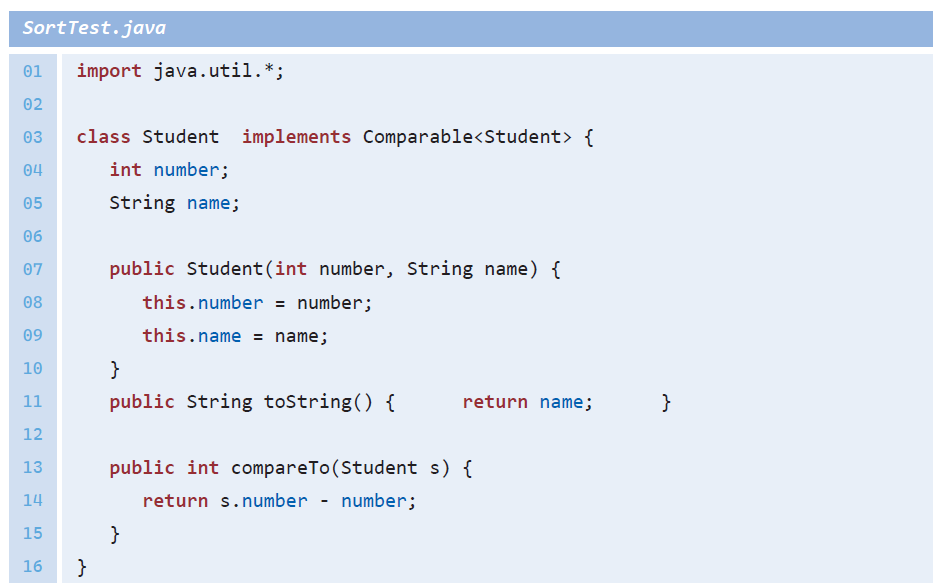 SortTest.java
01 import java.util.*;
02
03 class Student  implements Comparable<Student> {
04    int number;
05    String name;
06
07    public Student(int number, String name) {
08       this.number = number;
09       this.name = name;
10    }
11    public String toString() {      return name;      }
12
13    public int compareTo(Student s) {
14       return s.number - number;
15    }
16 }